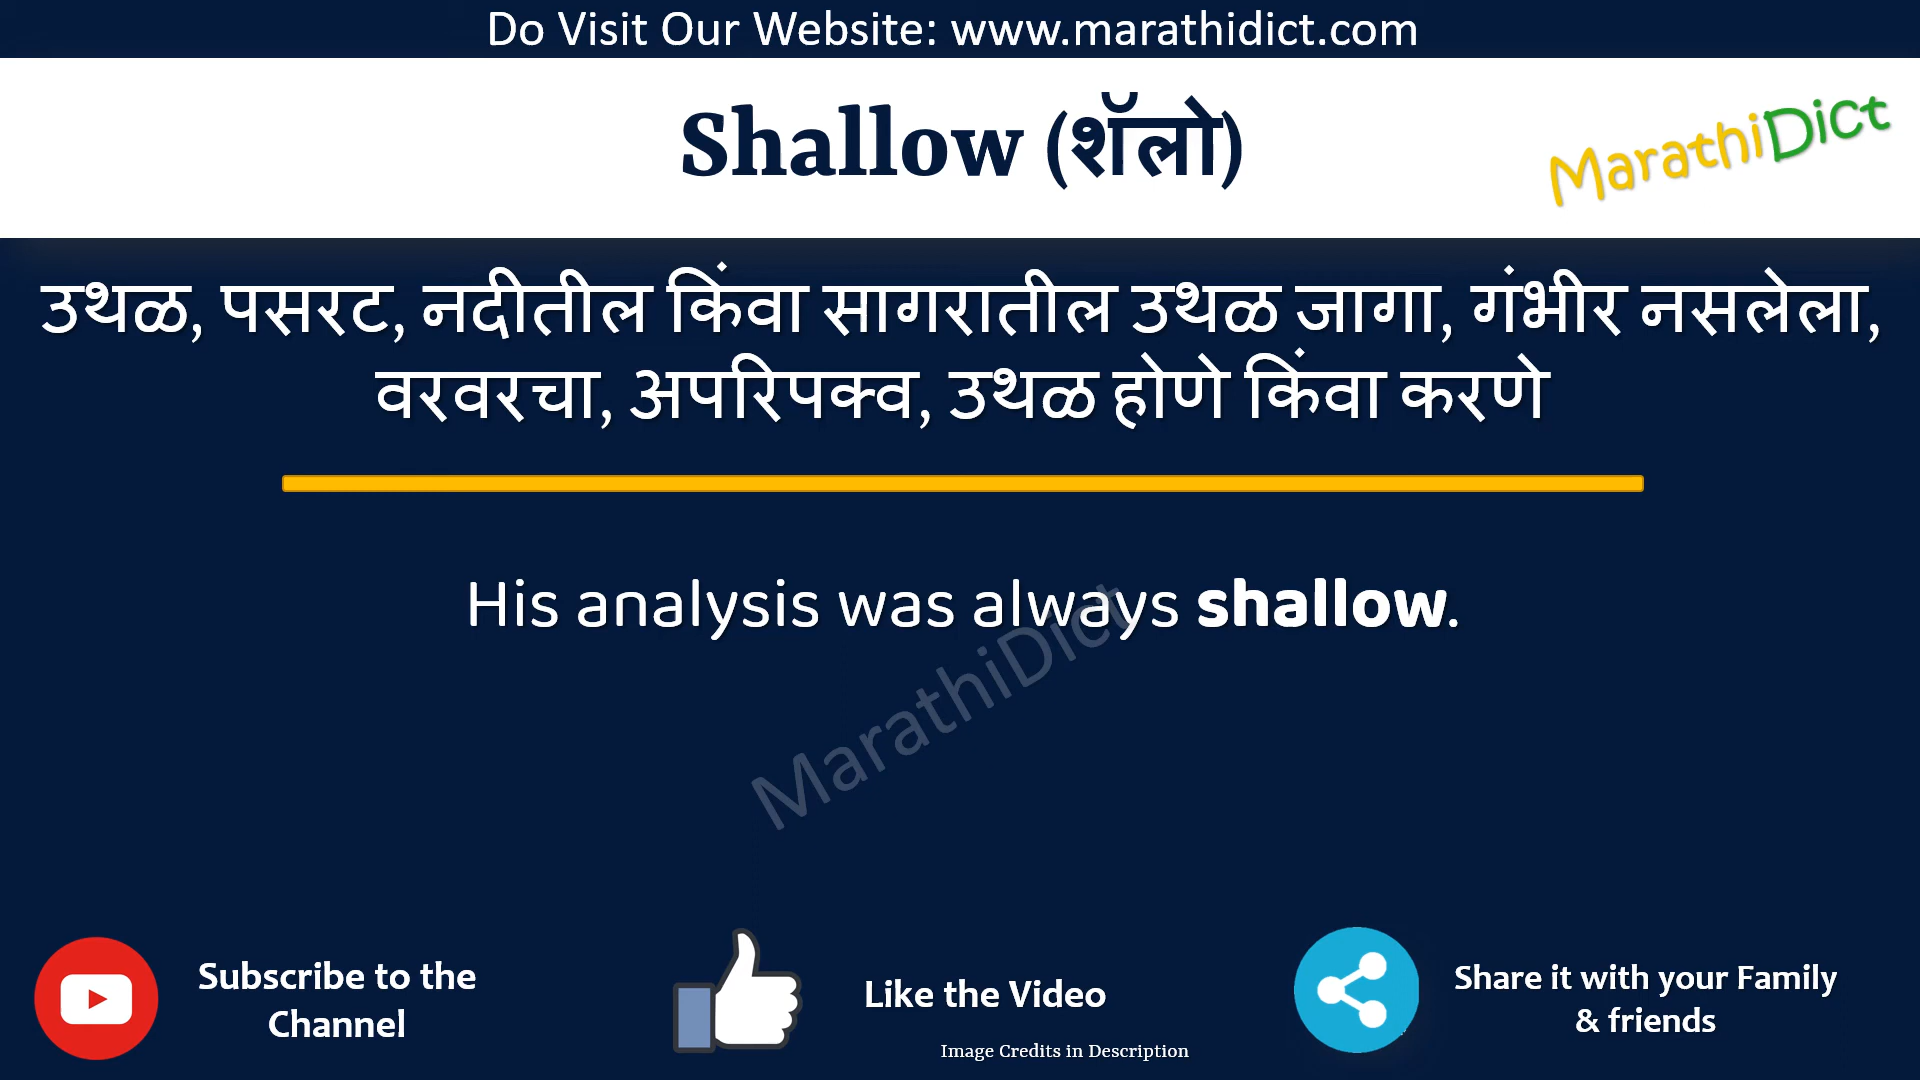 Do Visit Our Website: www.marathidict.com
Shallow (शॅलो)
MarathiDict
उथळ, पसरट, नदीतील किंवा सागरातील उथळ जागा, गंभीर नसलेला,
वरवरचा, अपरिपक्व, उथळ होणे किंवा करणे
His analysis was always shallow.
MarathiDict
Subscribe to the
Channel
Like the Video
Share it with your Family
& friends
Image Credits in Description